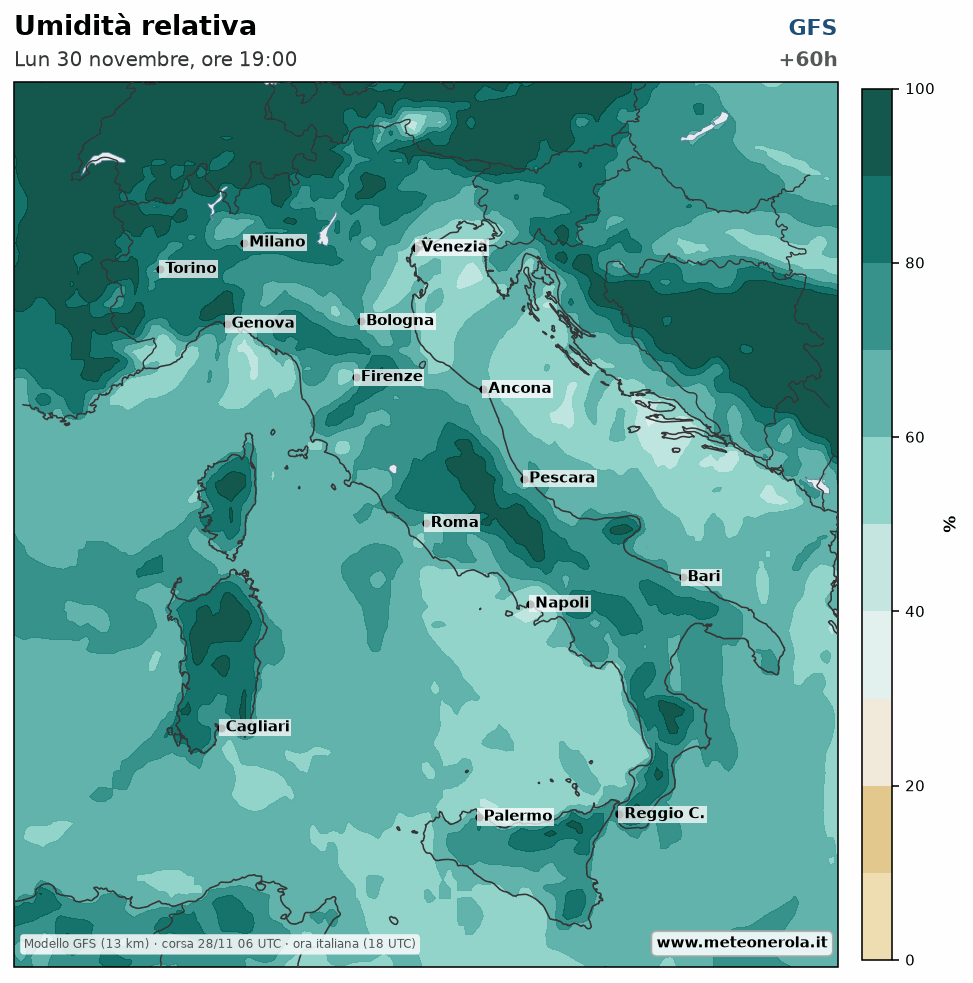 Umidità relativa
GFS
Lun 30 novembre, ore 19:00
+60h
100
80
60
40
20
0
%
Milano
Venezia
Torino
Genova
Bologna
Firenze
Ancona
Pescara
Roma
Bari
Napoli
Cagliari
Palermo
Reggio C.
Modello GFS (13 km) · corsa 28/11 06 UTC · ora italiana (18 UTC)
www.meteonerola.it